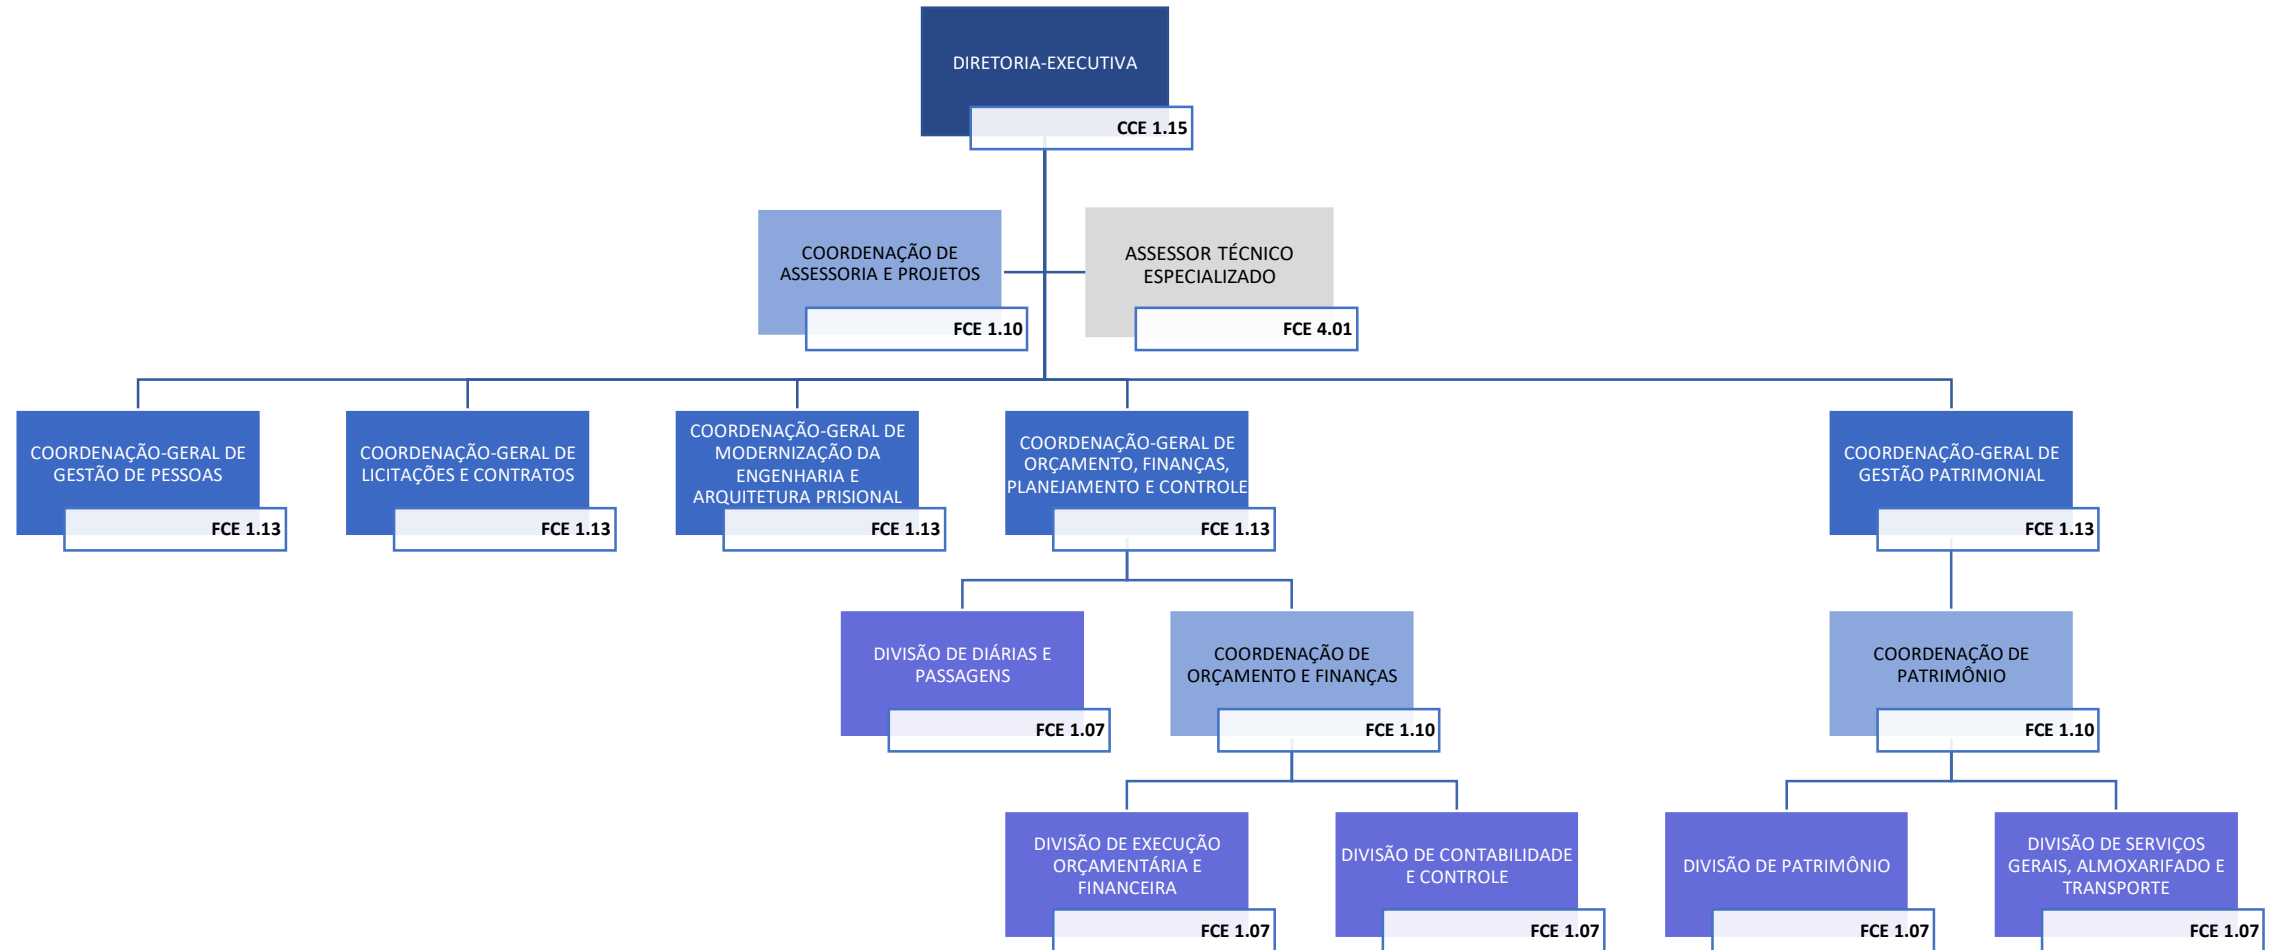 DIRETORIA-EXECUTIVA
CCE 1.15
COORDENAÇÃO DE
ASSESSORIA E PROJETOS
FCE 1.10
ASSESSOR TÉCNICO
ESPECIALIZADO
FCE 4.01
COORDENAÇÃO-GERAL DE
GESTÃO DE PESSOAS
FCE 1.13
COORDENAÇÃO-GERAL DE
LICITAÇÕES E CONTRATOS
FCE 1.13
COORDENAÇÃO-GERAL DE
MODERNIZAÇÃO DA
ENGENHARIA E
ARQUITETURA PRISIONAL
FCE 1.13
COORDENAÇÃO-GERAL DE
ORÇAMENTO, FINANÇAS,
PLANEJAMENTO E CONTROLE
FCE 1.13
COORDENAÇÃO-GERAL DE
GESTÃO PATRIMONIAL
FCE 1.13
DIVISÃO DE DIÁRIAS E
PASSAGENS
FCE 1.07
COORDENAÇÃO DE
ORÇAMENTO E FINANÇAS
FCE 1.10
COORDENAÇÃO DE
PATRIMÔNIO
FCE 1.10
DIVISÃO DE EXECUÇÃO
ORÇAMENTÁRIA E
FINANCEIRA
FCE 1.07
DIVISÃO DE CONTABILIDADE
E CONTROLE
FCE 1.07
DIVISÃO DE PATRIMÔNIO
FCE 1.07
DIVISÃO DE SERVIÇOS
GERAIS, ALMOXARIFADO E
TRANSPORTE
FCE 1.07